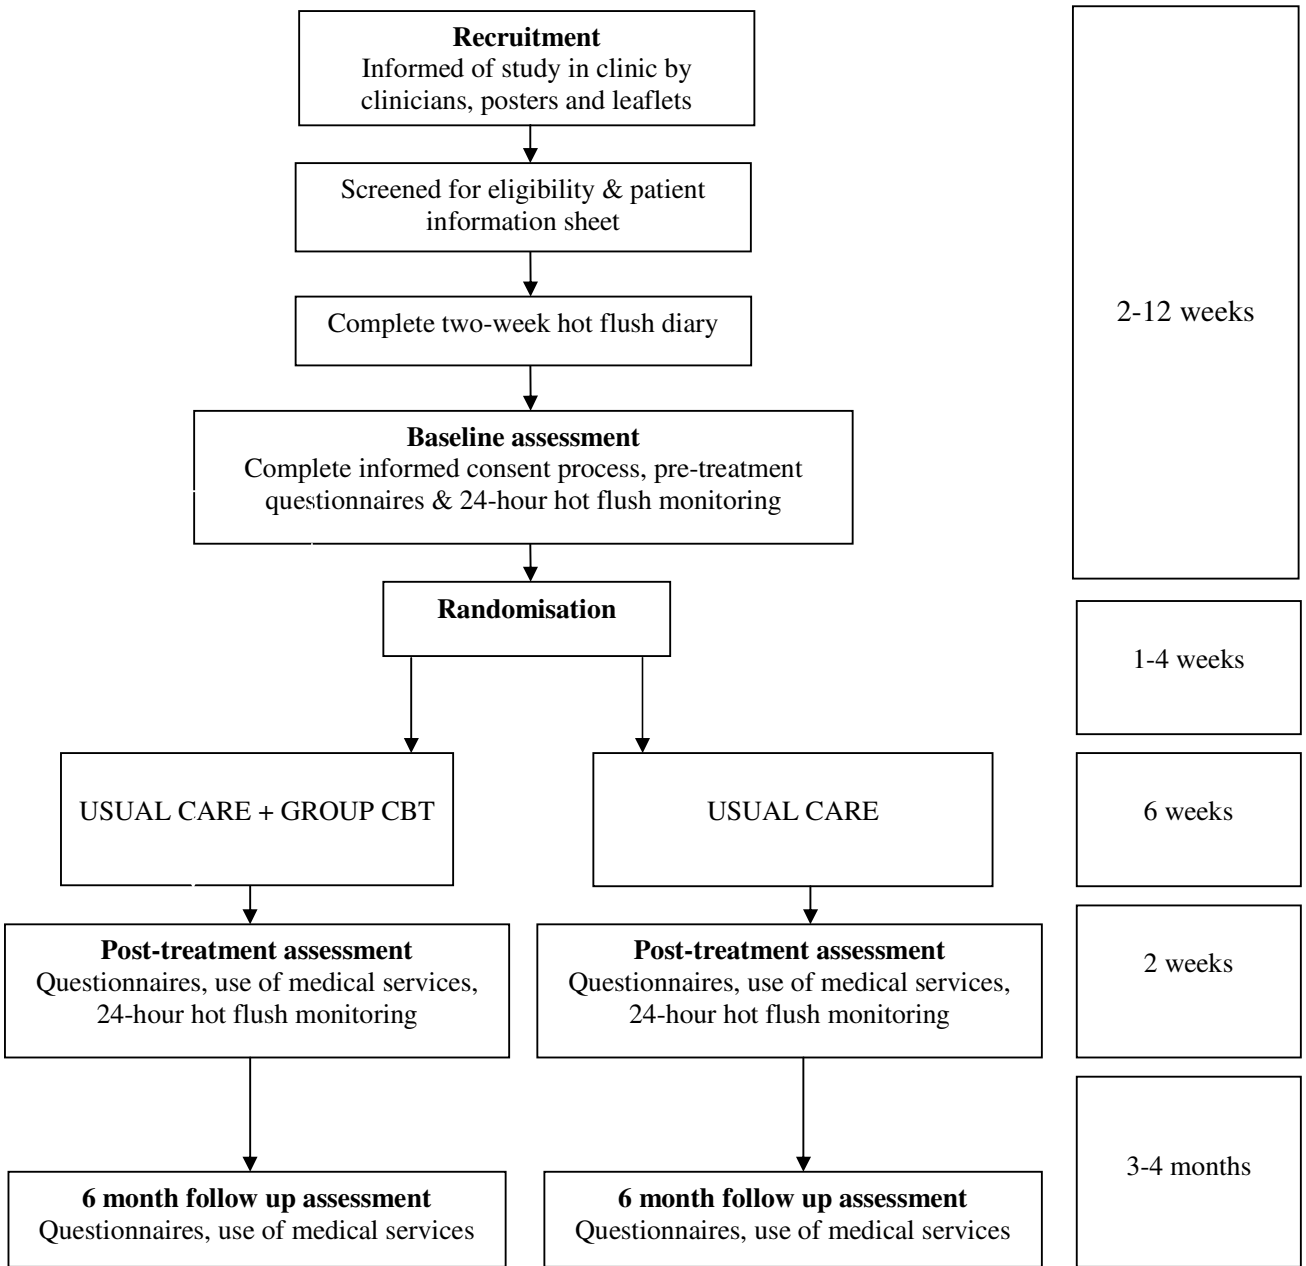 Recruitment
Informed of study in clinic by
clinicians, posters and leaflets
Screened for eligibility & patient
information sheet
Complete two-week hot flush diary
2-12 weeks
Baseline assessment
Complete informed consent process, pre-treatment
questionnaires & 24-hour hot flush monitoring
Randomisation
1-4 weeks
USUAL CARE + GROUP CBT
USUAL CARE
6 weeks
Post-treatment assessment
Questionnaires, use of medical services,
24-hour hot flush monitoring
Post-treatment assessment
Questionnaires, use of medical services,
24-hour hot flush monitoring
2 weeks
6 month follow up assessment
Questionnaires, use of medical services
6 month follow up assessment
Questionnaires, use of medical services
3-4 months